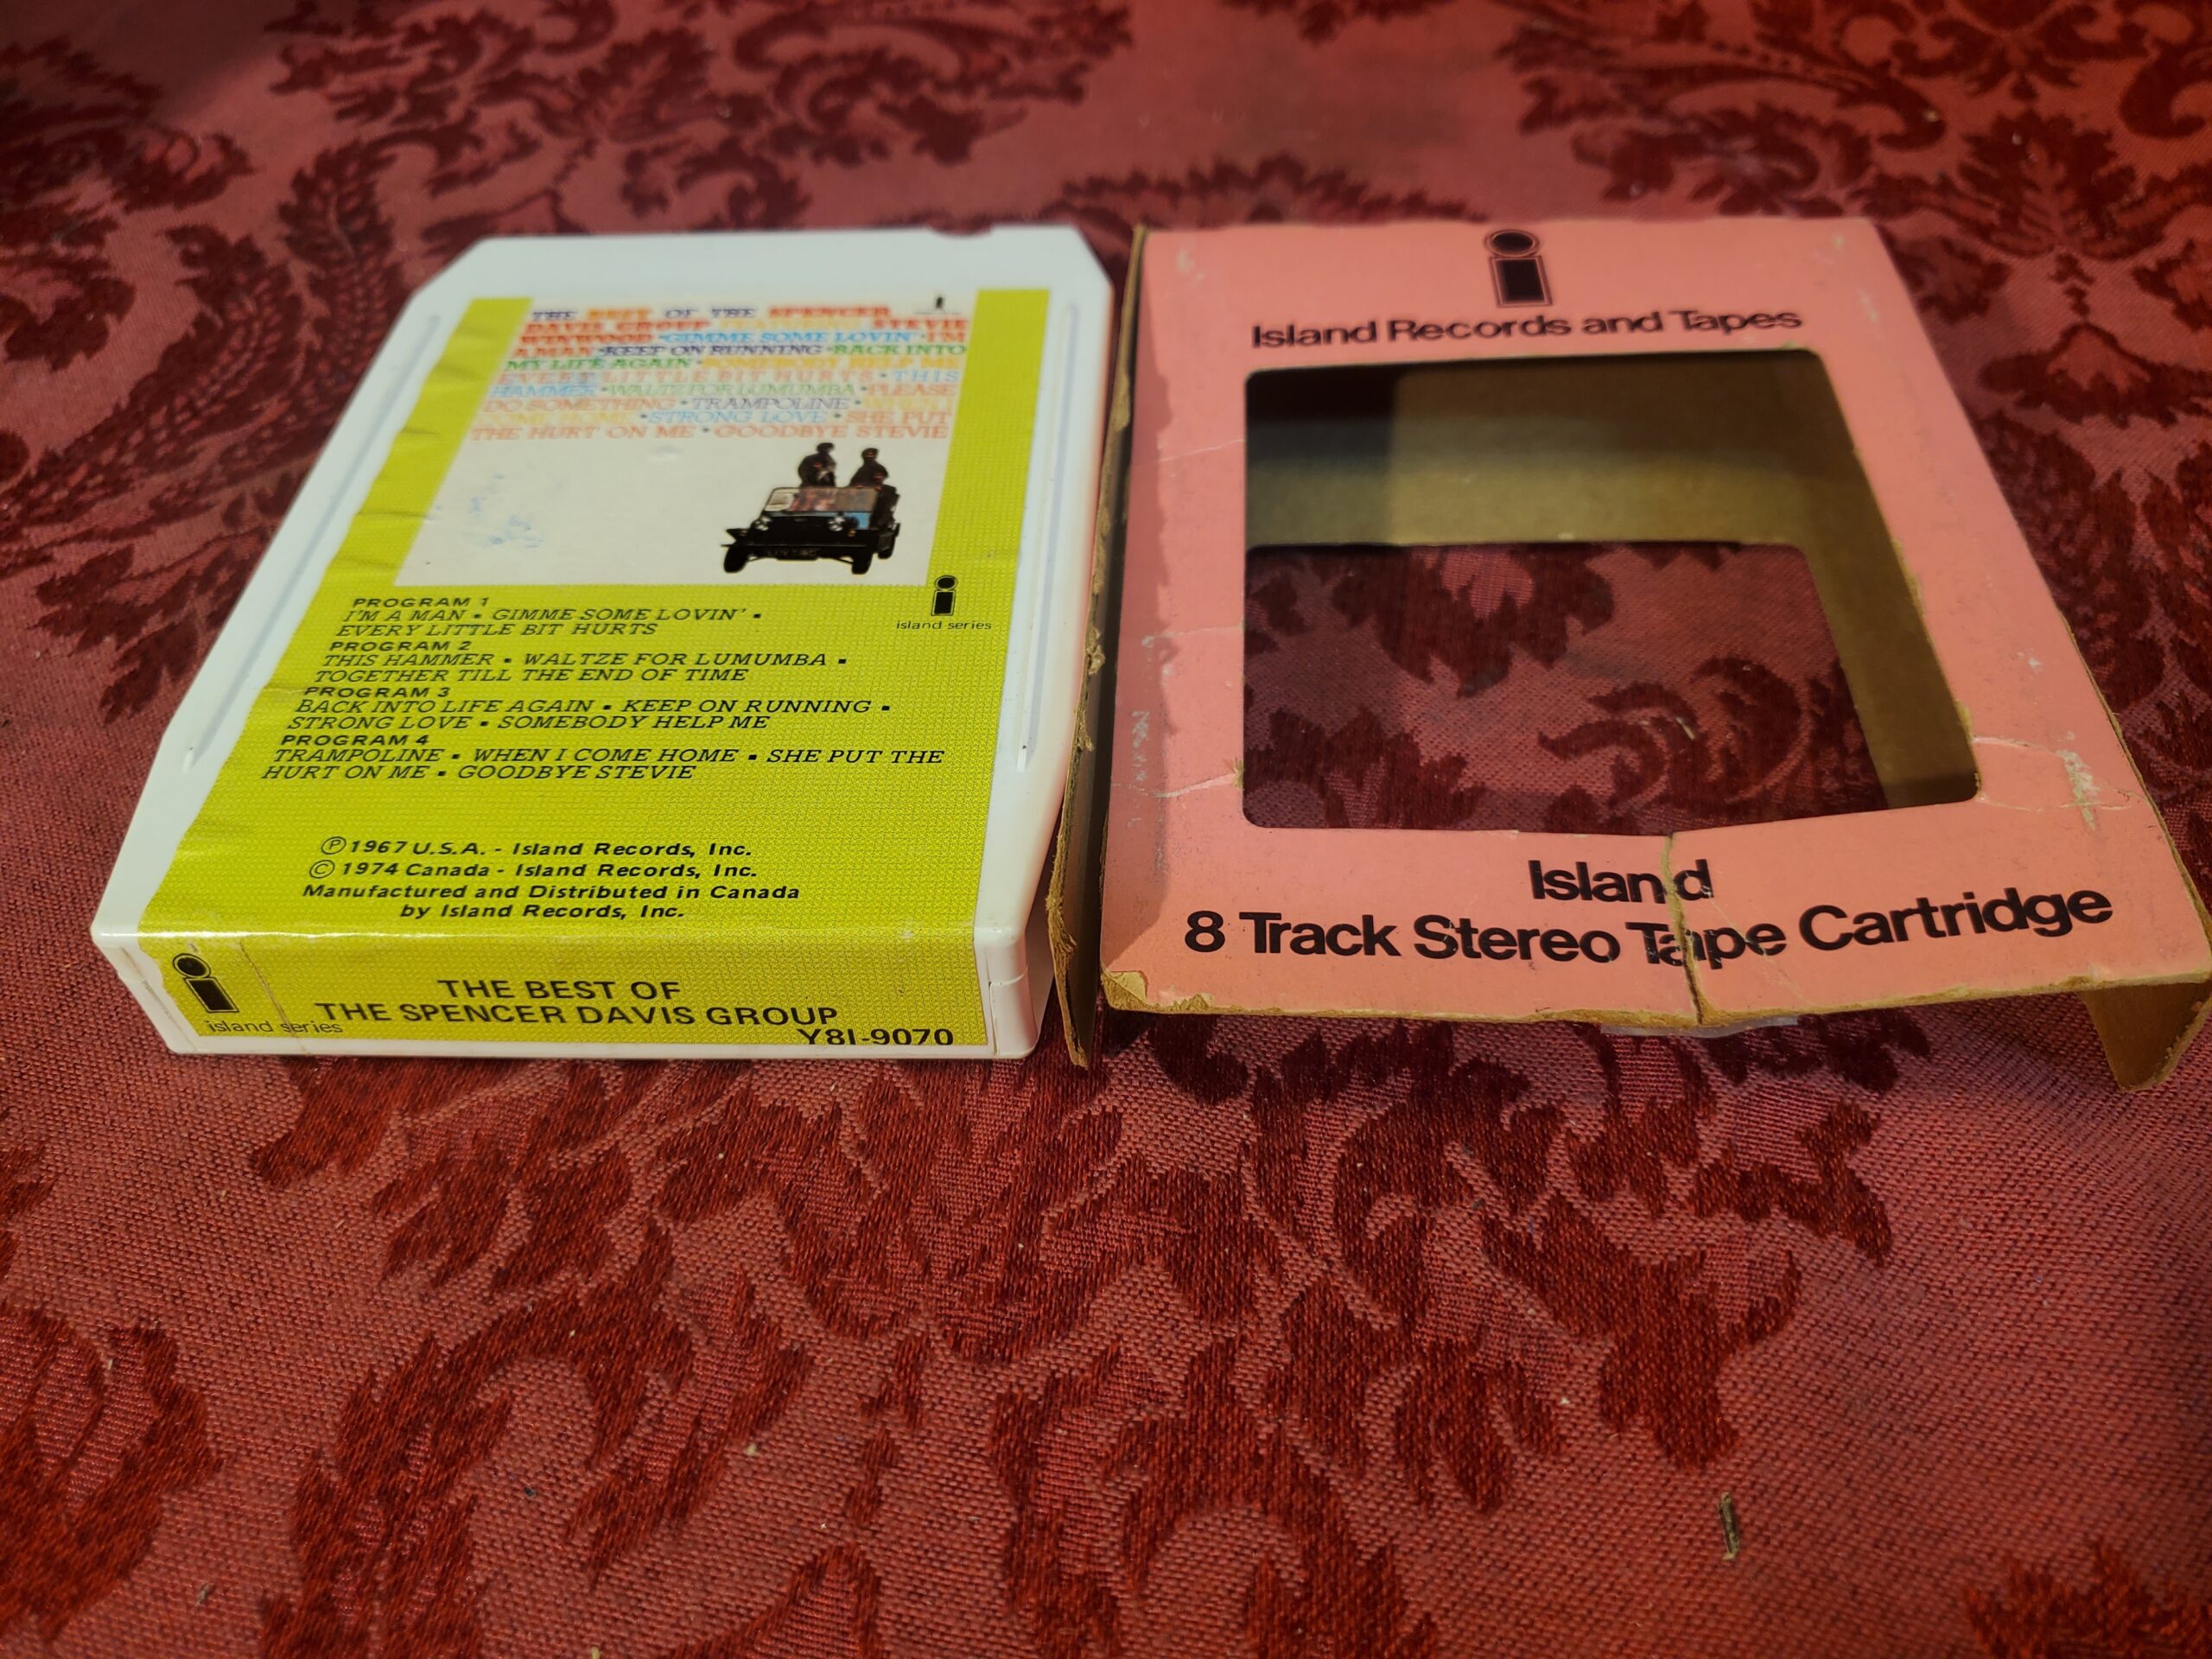 THE BEST OF THE SPENCER
DAVIS GROUP STEVIE
WINWOOD • GIMME SOME LOVIN' • I'M
A MAN • KEEP ON RUNNING • BACK INTO
MY LIFE AGAIN •
EVERY LITTLE BIT HURTS • THIS
HAMMER • WALTZ FOR LUMUMBA • PLEASE
DO SOMETHING • TRAMPOLINE •
• STRONG LOVE • SHE PUT
THE HURT ON ME • GOODBYE STEVIE
PROGRAM 1
I'M A MAN ▪ GIMME SOME LOVIN' ▪
EVERY LITTLE BIT HURTS
island series
PROGRAM 2
THIS HAMMER ▪ WALTZE FOR LUMUMBA ▪
TOGETHER TILL THE END OF TIME
PROGRAM 3
BACK INTO LIFE AGAIN ▪ KEEP ON RUNNING ▪
STRONG LOVE ▪ SOMEBODY HELP ME
PROGRAM 4
TRAMPOLINE ▪ WHEN I COME HOME ▪ SHE PUT THE
HURT ON ME ▪ GOODBYE STEVIE
Ⓟ 1967 U.S.A. - Island Records, Inc.
© 1974 Canada - Island Records, Inc.
Manufactured and Distributed in Canada
by Island Records, Inc.
island series
THE BEST OF
THE SPENCER DAVIS GROUP
Y8I-9070
Island Records and Tapes
Island
8 Track Stereo Tape Cartridge